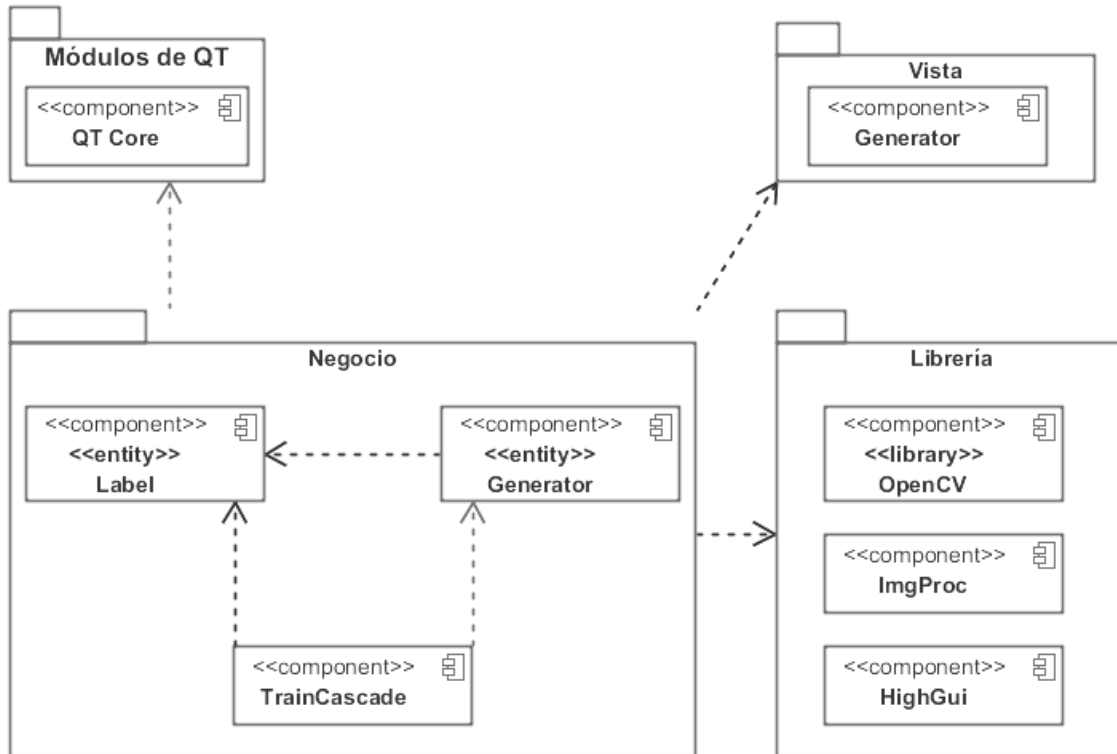 Módulos de QT
<<component>>
QT Core
Vista
<<component>>
Generator
Negocio
<<component>>
<<entity>>
Label
<<component>>
<<entity>>
Generator
<<component>>
TrainCascade
Librería
<<component>>
<<library>>
OpenCV
<<component>>
ImgProc
<<component>>
HighGui